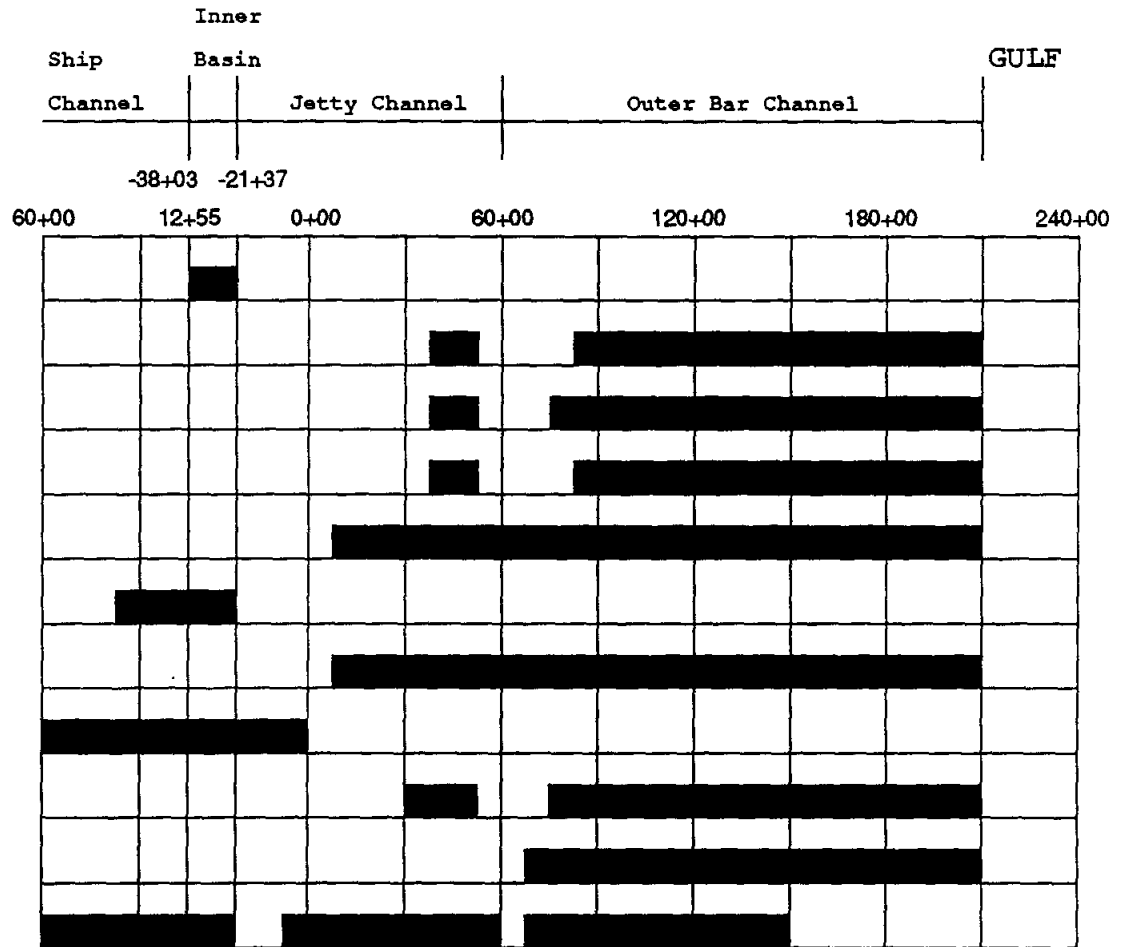 Inner
Ship Basin GULF
Channel Jetty Channel Outer Bar Channel
-38+03 -21+37
60+00 12+55 0+00 60+00 120+00 180+00 240+00